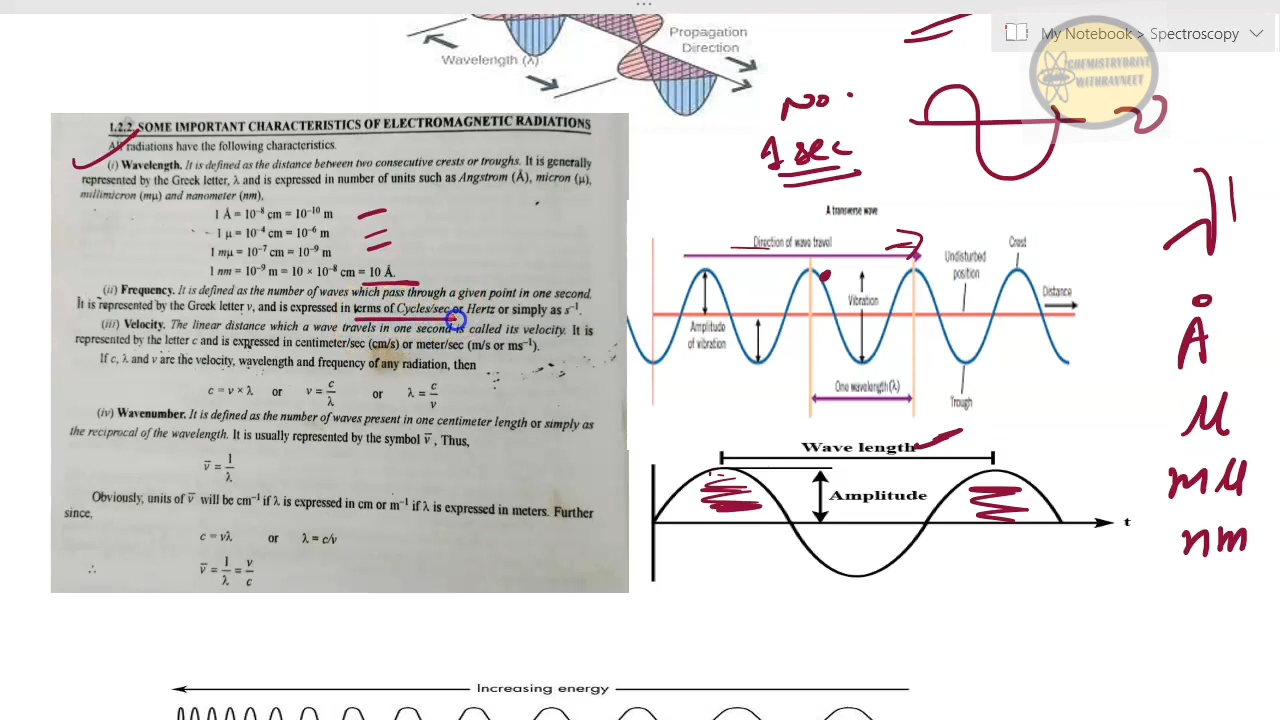 Wavelength (λ)
Propagation
Direction
My Notebook > Spectroscopy
CHEMISTRYDRIVE
WITHRAVNEET
No.
1 sec
ν
1.2.2. SOME IMPORTANT CHARACTERISTICS OF ELECTROMAGNETIC RADIATIONS
All radiations have the following characteristics.
(i) Wavelength. It is defined as the distance between two consecutive crests or troughs. It is generally
represented by the Greek letter, λ and is expressed in number of units such as Angstrom (Å), micron (μ),
millimicron (mμ) and nanometer (nm),
1 Å = 10⁻⁸ cm = 10⁻¹⁰ m
1 μ = 10⁻⁴ cm = 10⁻⁶ m
1 mμ = 10⁻⁷ cm = 10⁻⁹ m
1 nm = 10⁻⁹ m = 10 × 10⁻⁸ cm = 10 Å.
(ii) Frequency. It is defined as the number of waves which pass through a given point in one second.
It is represented by the Greek letter ν, and is expressed in terms of Cycles/sec or Hertz or simply as s⁻¹.
(iii) Velocity. The linear distance which a wave travels in one second is called its velocity. It is
represented by the letter c and is expressed in centimeter/sec (cm/s) or meter/sec (m/s or ms⁻¹).
If c, λ and ν are the velocity, wavelength and frequency of any radiation, then
c = ν × λ or ν = c/λ or λ = c/ν
(iv) Wavenumber. It is defined as the number of waves present in one centimeter length or simply as
the reciprocal of the wavelength. It is usually represented by the symbol ν̅, Thus,
ν̅ = 1/λ
Obviously, units of ν̅ will be cm⁻¹ if λ is expressed in cm or m⁻¹ if λ is expressed in meters. Further
since,
c = νλ or λ = c/ν
∴ ν̅ = 1/λ = ν/c
A transverse wave
Direction of wave travel
Undisturbed
position
Crest
Distance
Vibration
Amplitude
of vibration
One wavelength (λ)
Trough
Wave length
Amplitude
t
λ
Å
μ
mμ
nm
Increasing energy